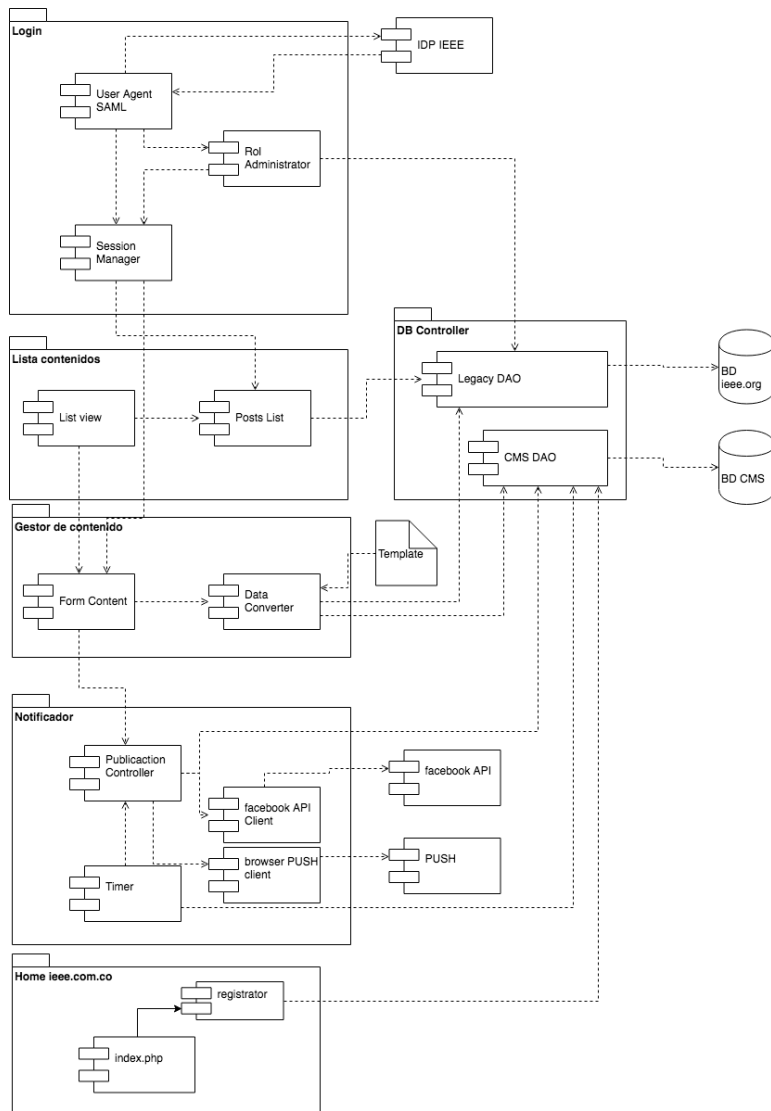 Login
IDP IEEE
User Agent
SAML
Rol
Administrator
Session
Manager
DB Controller
Lista contenidos
Legacy DAO
BD
ieee.org
List view
Posts List
CMS DAO
BD CMS
Gestor de contenido
Template
Form Content
Data
Converter
Notificador
Publicaction
Controller
facebook API
facebook API
Client
browser PUSH
client
PUSH
Timer
Home ieee.com.co
registrator
index.php